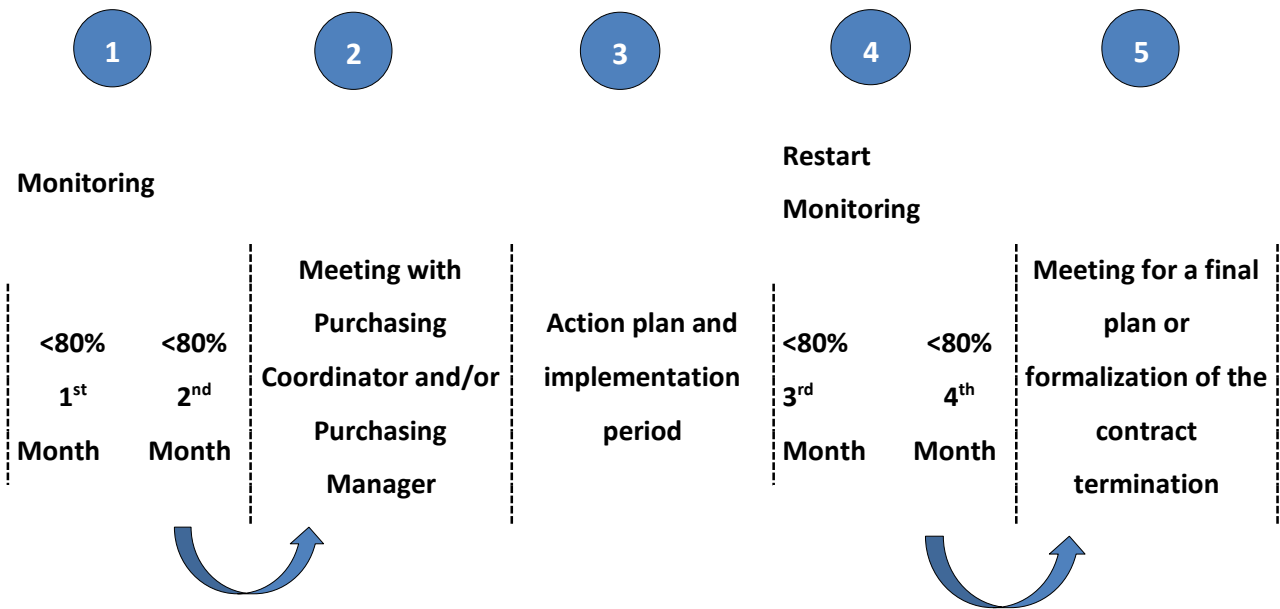 1
2
3
4
5
Monitoring
Restart
Monitoring
<80%
1st
Month
<80%
2nd
Month
Meeting with
Purchasing
Coordinator and/or
Purchasing
Manager
Action plan and
implementation
period
<80%
3rd
Month
<80%
4th
Month
Meeting for a final
plan or
formalization of the
contract
termination